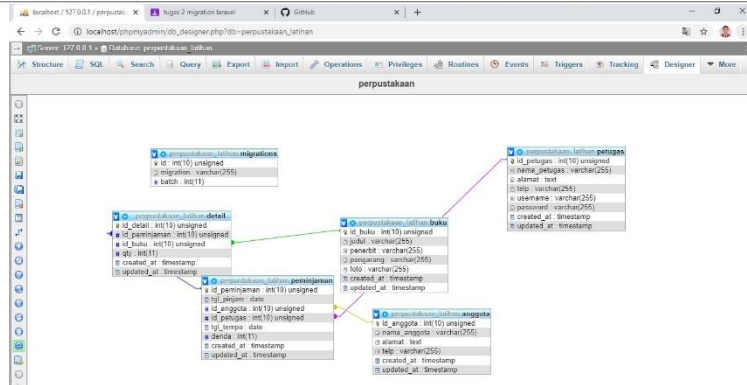 localhost / 127.0.0.1 / perpustak
tugas 2 migration laravel
GitHub
localhost/phpmyadmin/db_designer.php?db=perpustakaan_latihan
Server: 127.0.0.1 » Database: perpustakaan_latihan
Structure SQL Search Query Export Import Operations Privileges Routines Events Triggers Tracking Designer More
perpustakaan
perpustakaan_latihan migrations
id : int(10) unsigned
migration : varchar(255)
batch : int(11)
perpustakaan_latihan petugas
id_petugas : int(10) unsigned
nama_petugas : varchar(255)
alamat : text
telp : varchar(255)
username : varchar(255)
password : varchar(255)
created_at : timestamp
updated_at : timestamp
perpustakaan_latihan detail
id_detail : int(10) unsigned
id_peminjaman : int(10) unsigned
id_buku : int(10) unsigned
qty : int(11)
created_at : timestamp
updated_at : timestamp
perpustakaan_latihan buku
id_buku : int(10) unsigned
judul : varchar(255)
penerbit : varchar(255)
pengarang : varchar(255)
foto : varchar(255)
created_at : timestamp
updated_at : timestamp
perpustakaan_latihan peminjaman
id_peminjaman : int(10) unsigned
tgl_pinjam : date
id_anggota : int(10) unsigned
id_petugas : int(10) unsigned
tgl_tempo : date
denda : int(11)
created_at : timestamp
updated_at : timestamp
perpustakaan_latihan anggota
id_anggota : int(10) unsigned
nama_anggota : varchar(255)
alamat : text
telp : varchar(255)
created_at : timestamp
updated_at : timestamp